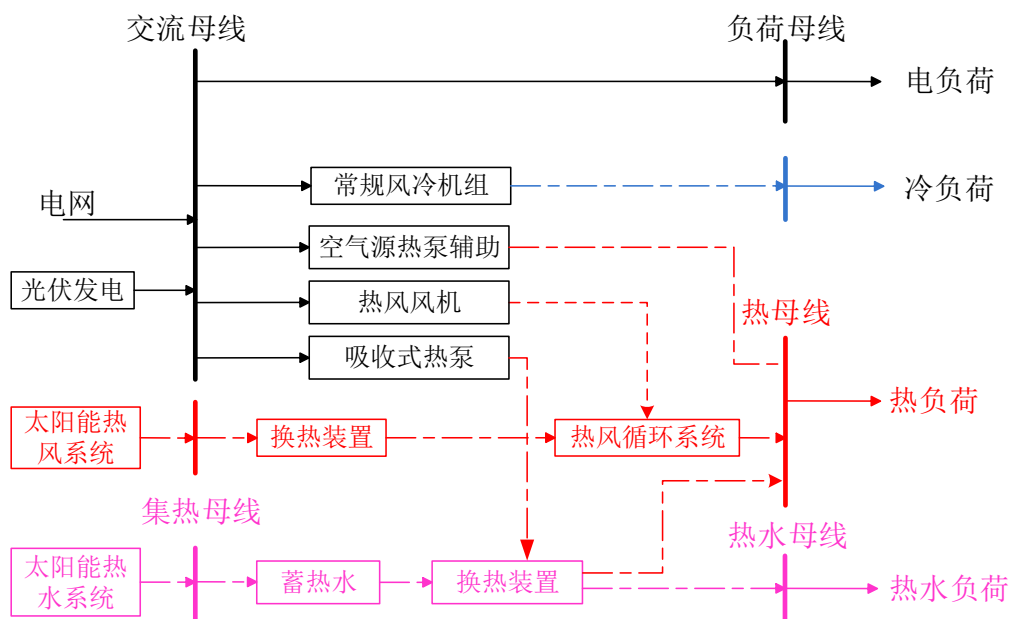 交流母线
负荷母线
电负荷
常规风冷机组
冷负荷
电网
空气源热泵辅助
光伏发电
热风风机
热母线
吸收式热泵
热负荷
太阳能热
风系统
换热装置
热风循环系统
集热母线
热水母线
太阳能热
水系统
蓄热水
换热装置
热水负荷